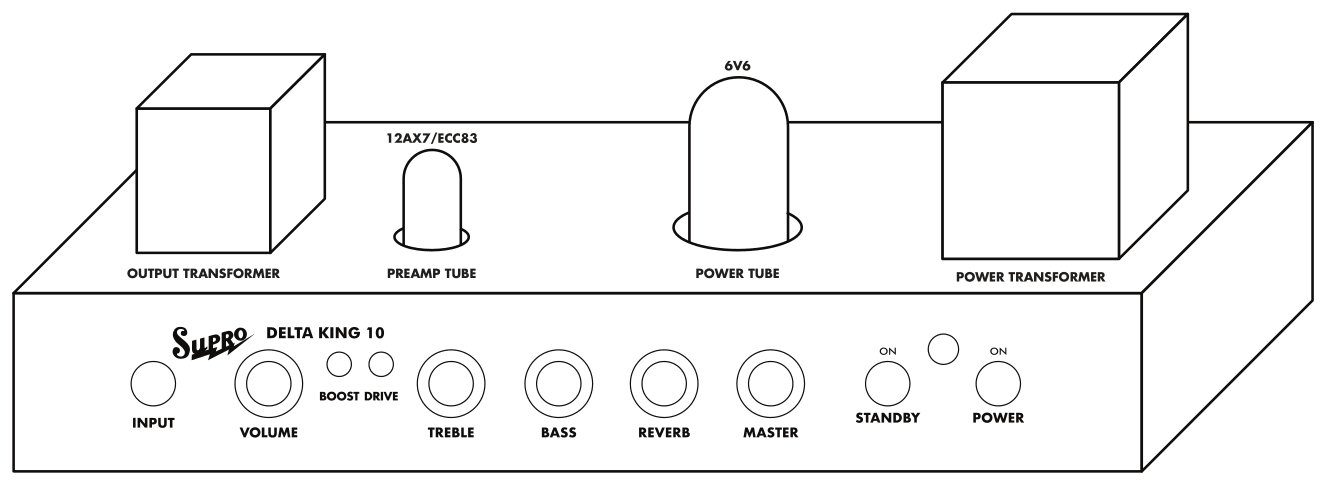 6V6
12AX7/ECC83
OUTPUT TRANSFORMER
PREAMP TUBE
POWER TUBE
POWER TRANSFORMER
SUPRO DELTA KING 10
ON
ON
BOOST DRIVE
INPUT
VOLUME
TREBLE
BASS
REVERB
MASTER
STANDBY
POWER